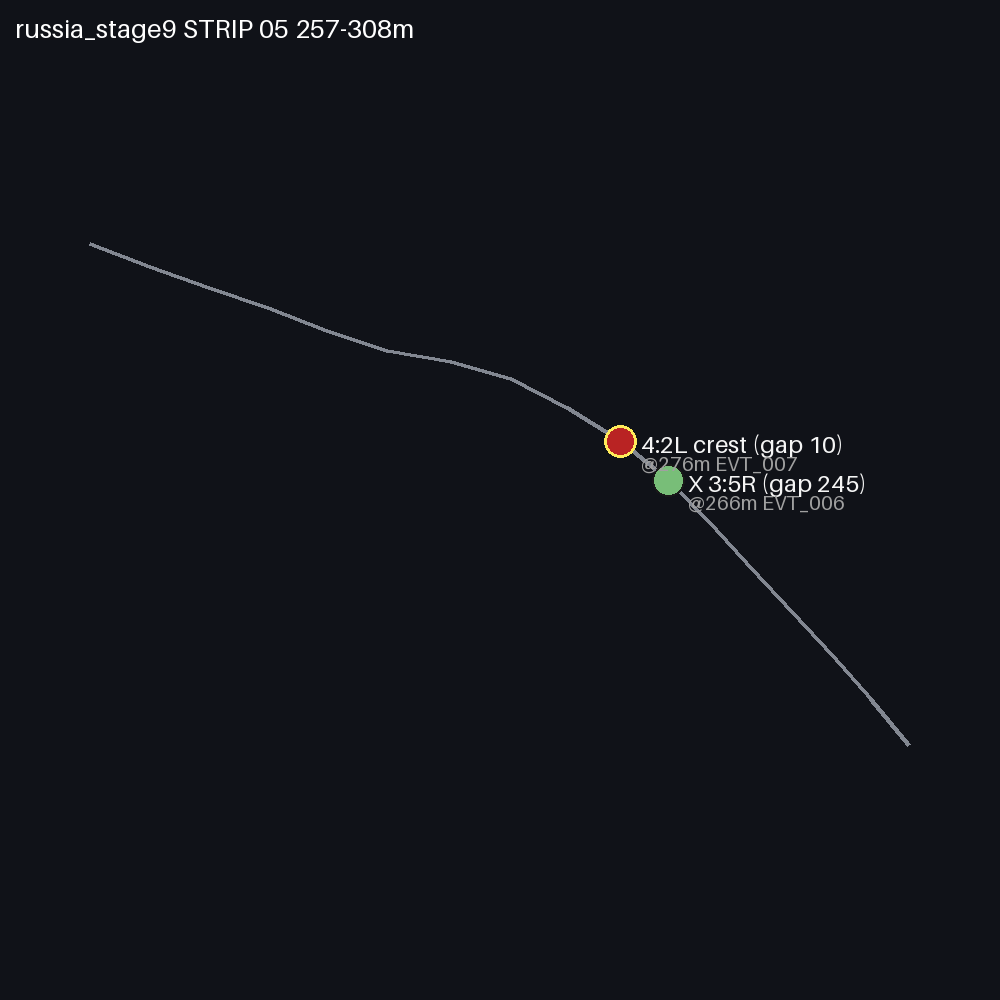 russia_stage9 STRIP 05 257-308m
4:2L crest (gap 10)
@276m EVT_007
X 3:5R (gap 245)
@266m EVT_006